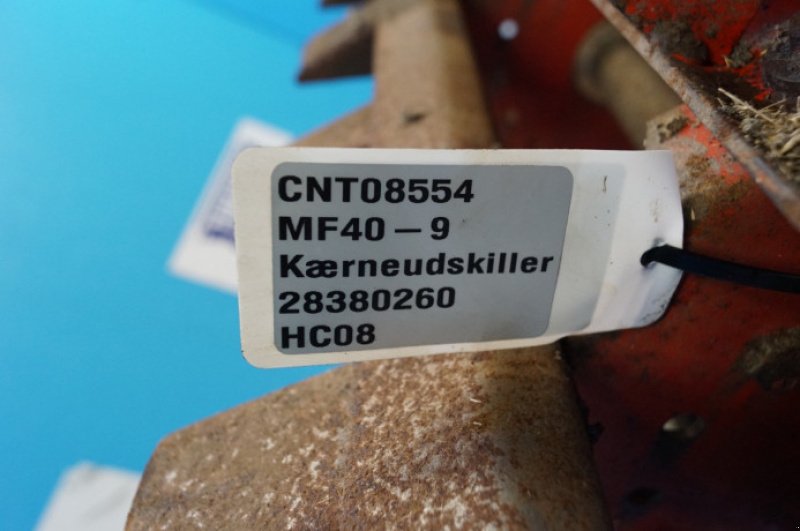 CNT08554
MF40 – 9
Kærneudskiller
28380260
HC08